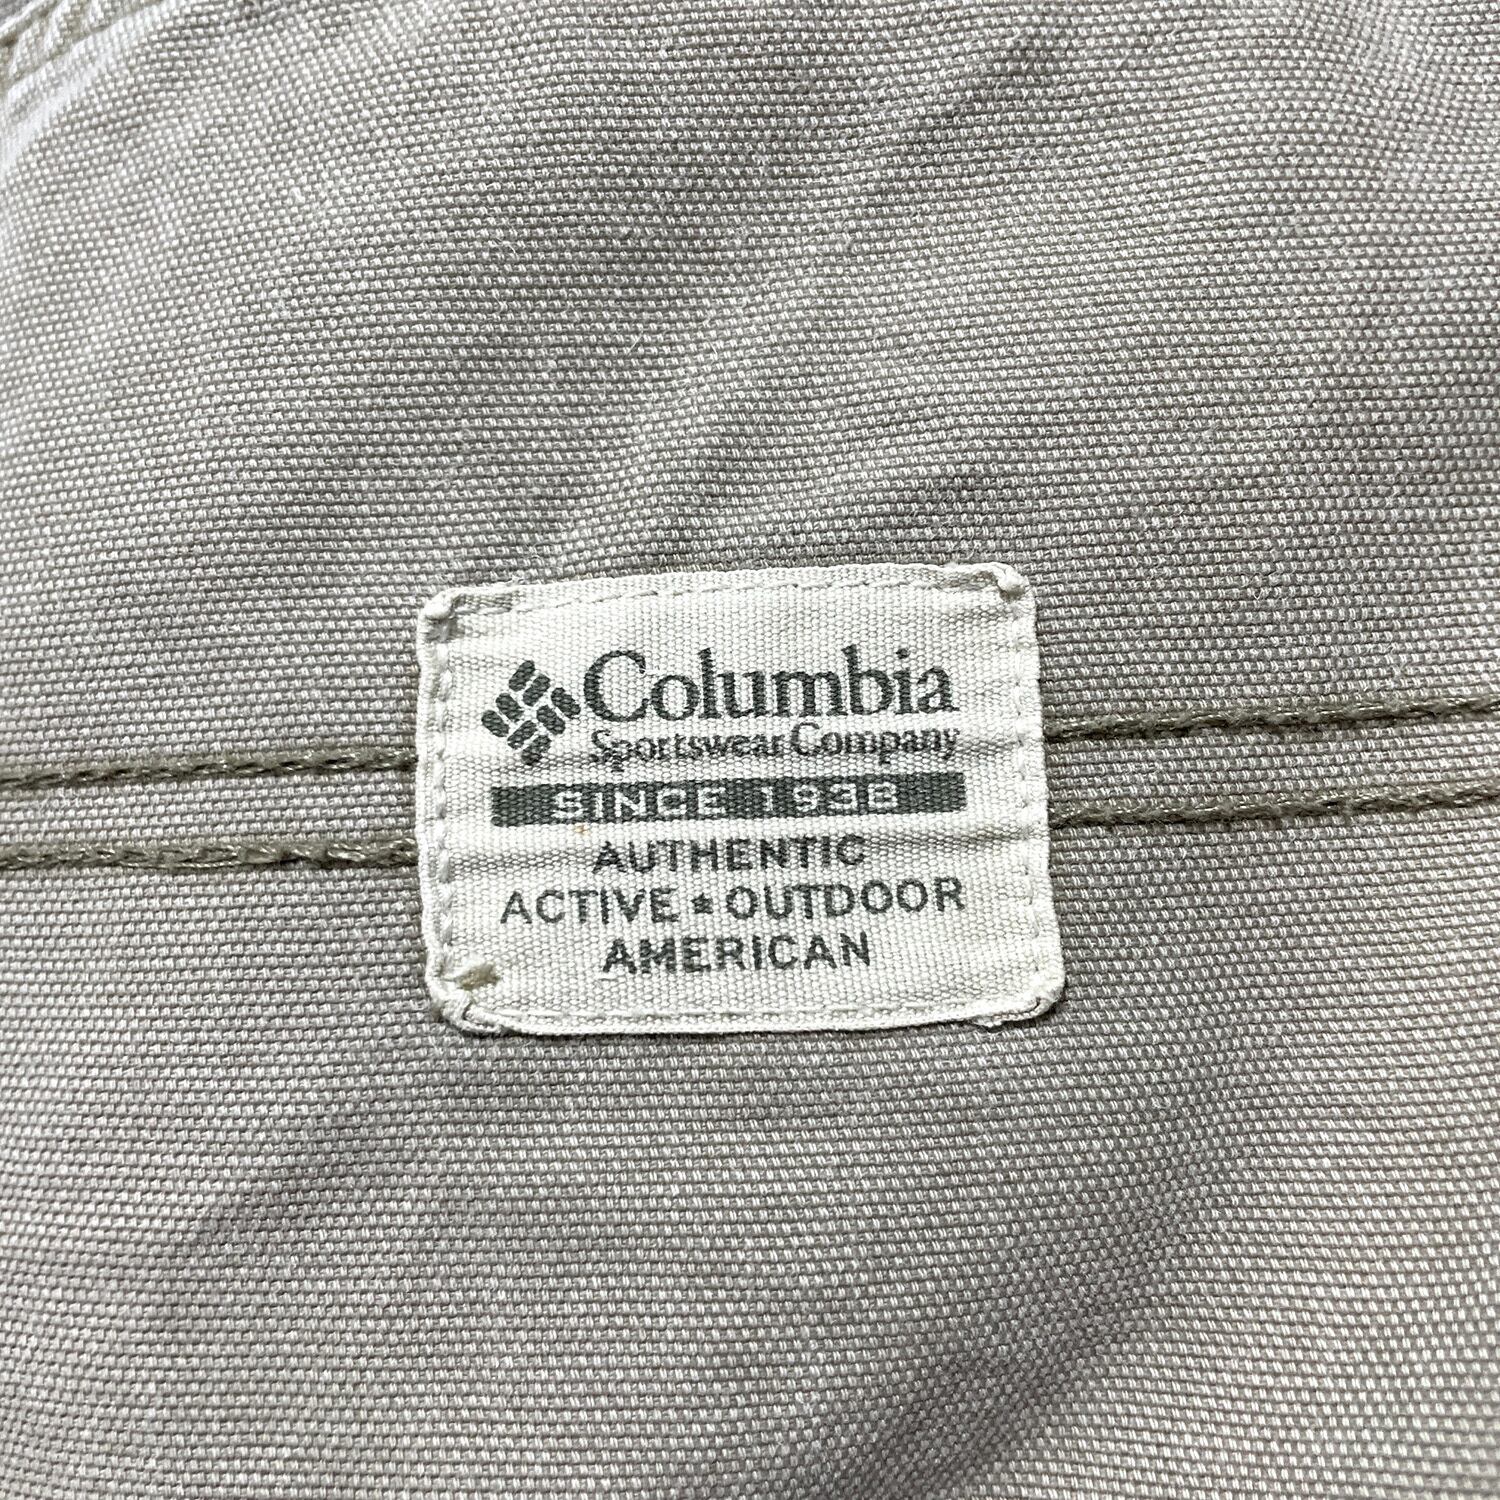 Columbia
Sportswear Company
SINCE 1938
AUTHENTIC
ACTIVE ★ OUTDOOR
AMERICAN